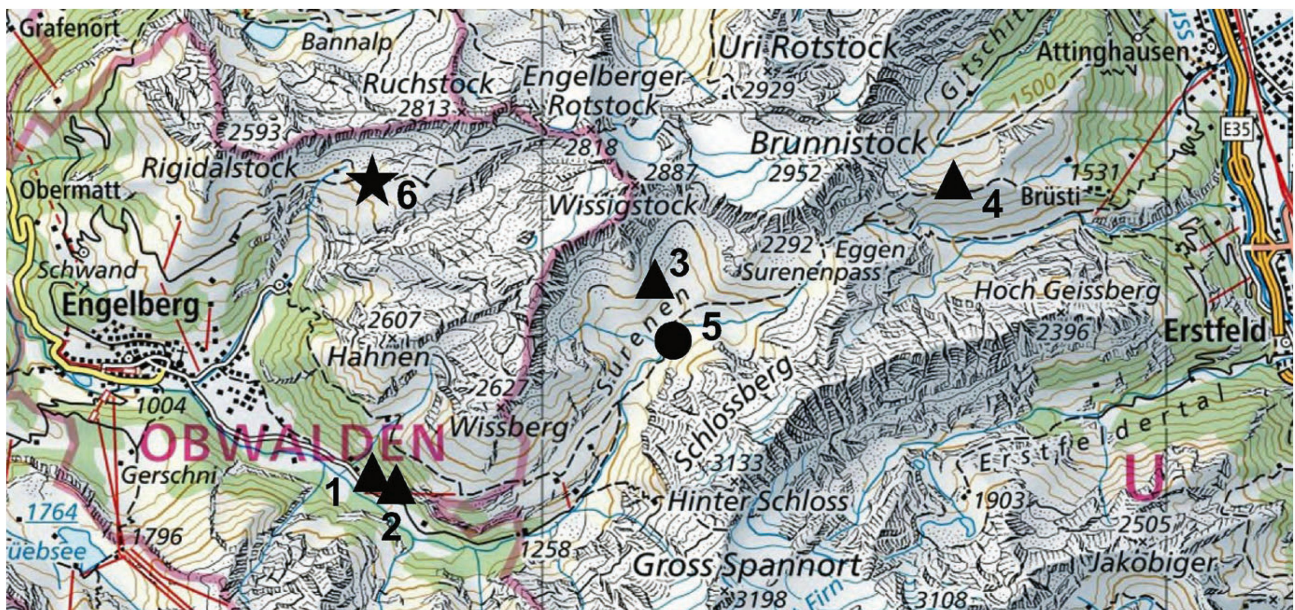 Grafenort
Bannalp
Uri Rotstock
2929
Attinghausen
Ruchstock
2813
Engelberger
Rotstock
1500
E35
2593
2818
Brunnistock
2952
Rigidalstock
2887
1531
Obermatt
6
Wissigstock
4
Brüsti
2292
Eggen
Surenenpass
Schwand
3
Hoch Geissberg
Engelberg
2607
Surenen
5
2396
Erstfeld
Hahnen
2627
1004
Wissberg
Schlossberg
Erstfeldertal
OBWALDEN
Gerschni
3133
U
1
2
Hinter Schloss
1903
1764
1796
1258
2505
üebsee
Gross Spannort
Jakobiger
3198
Firn
3108